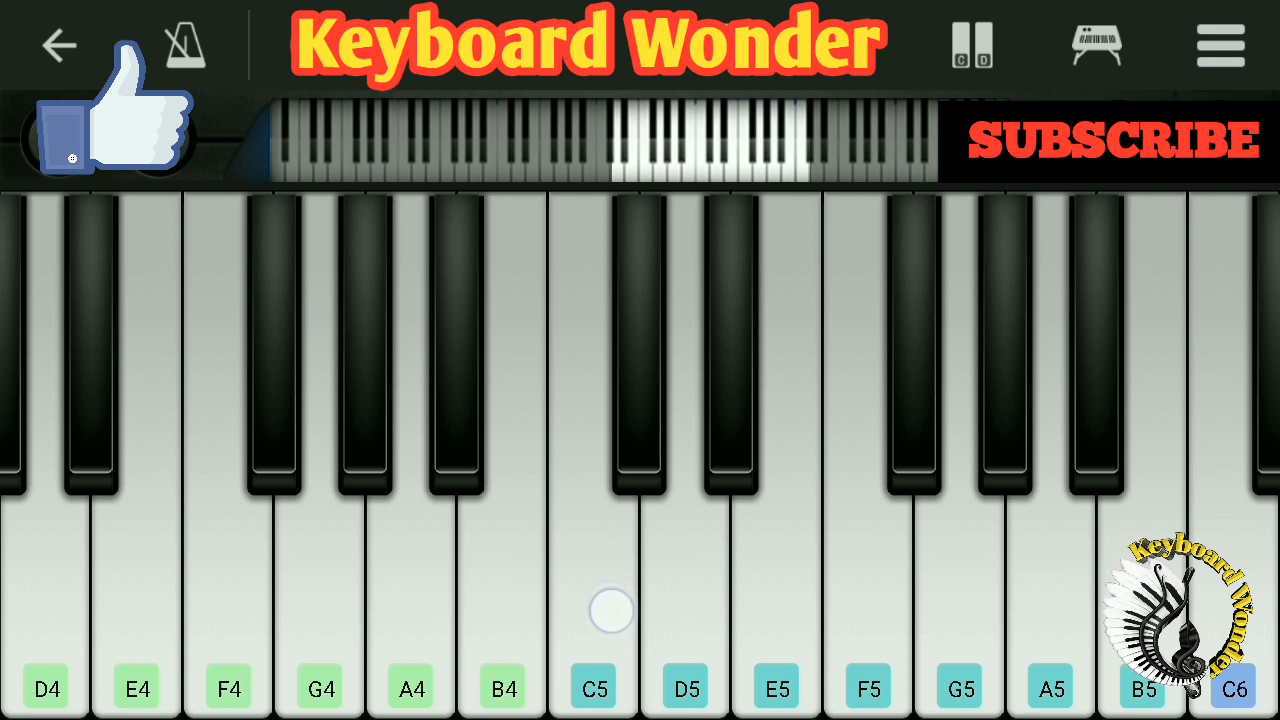 Keyboard Wonder
C D
SUBSCRIBE
Keyboard Wonder
D4 E4 F4 G4 A4 B4 C5 D5 E5 F5 G5 A5 B5 C6